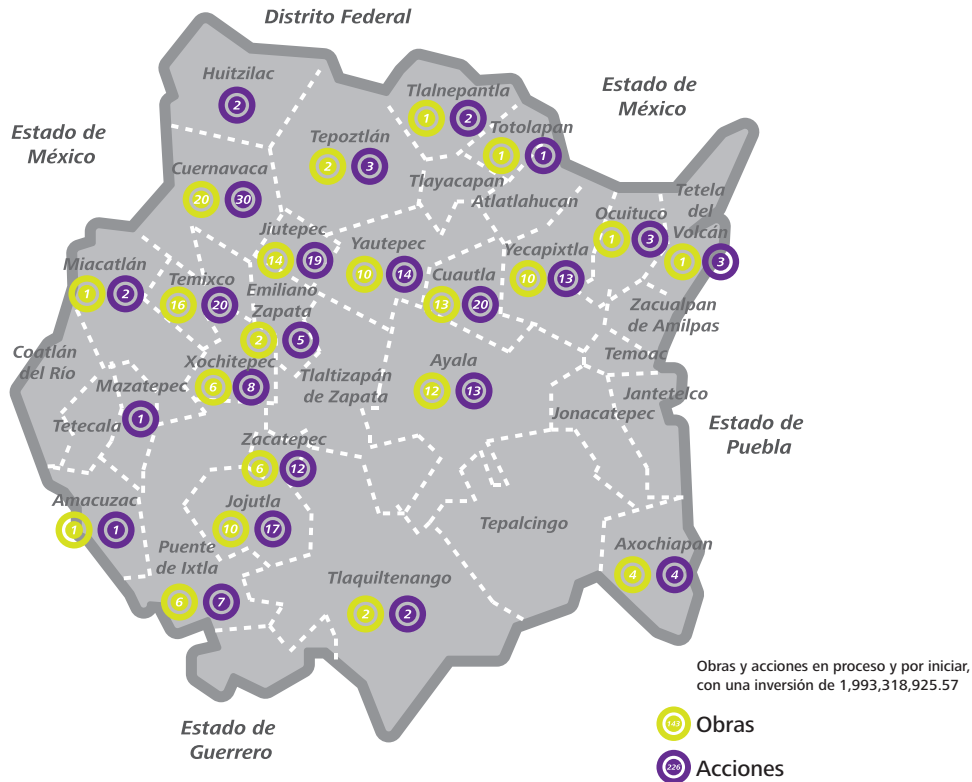 Distrito Federal
Huitzilac
2
Tlalnepantla
1 2
Estado de
México
Estado de
México
Tepoztlán
2 3
Totolapan
1 1
Cuernavaca
20 30
Tlayacapan
Atlatlahucan
Ocuituco
1 3
Tetela
del
Volcán
1 3
Jiutepec
14 19
Yautepec
10 14
Yecapixtla
10 13
Miacatlán
1 2
Temixco
16 20
Cuautla
13 20
Emiliano
Zapata
2 5
Zacualpan
de Amilpas
Coatlán
del Río
Xochitepec
6 8
Tlaltizapán
de Zapata
Ayala
12 13
Temoac
Mazatepec
Jantetelco
Jonacatepec
Tetecala
1
Estado de
Puebla
Zacatepec
6 12
Amacuzac
1 1
Jojutla
10 17
Tepalcingo
Puente
de Ixtla
6 7
Axochiapan
4 4
Tlaquiltenango
2 2
Estado de
Guerrero
Obras y acciones en proceso y por iniciar,
con una inversión de 1,993,318,925.57
143 Obras
226 Acciones